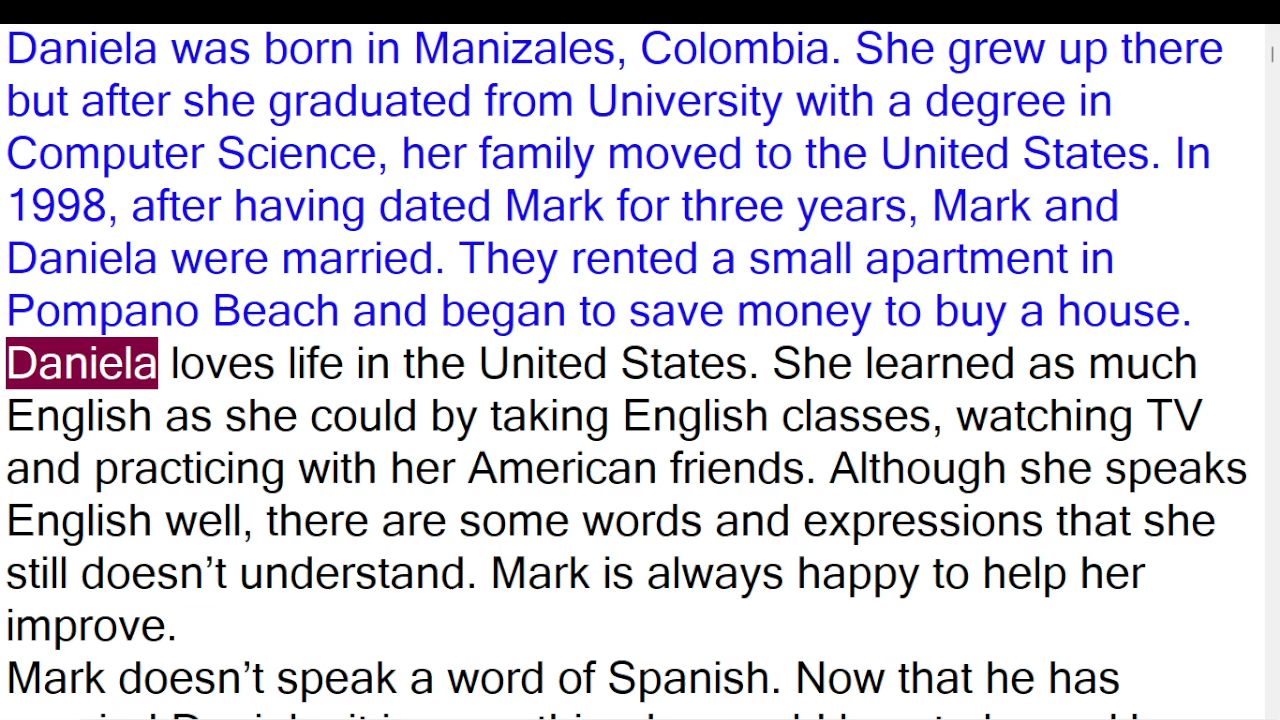 Daniela was born in Manizales, Colombia. She grew up there
but after she graduated from University with a degree in
Computer Science, her family moved to the United States. In
1998, after having dated Mark for three years, Mark and
Daniela were married. They rented a small apartment in
Pompano Beach and began to save money to buy a house.
Daniela loves life in the United States. She learned as much
English as she could by taking English classes, watching TV
and practicing with her American friends. Although she speaks
English well, there are some words and expressions that she
still doesn’t understand. Mark is always happy to help her
improve.
Mark doesn’t speak a word of Spanish. Now that he has